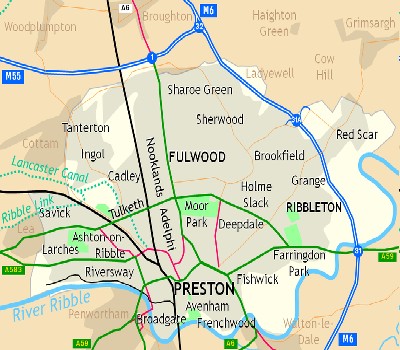 A6
M6
Broughton
Haighton
Green
Grimsargh
Woodplumpton
32
1
M55
Cow
Hill
Ladyewell
Sharoe Green
Sherwood
31A
Red Scar
Tanterton
Cottam
Ingol
Nooklands
FULWOOD
Brookfield
Lancaster Canal
Cadley
Grange
Holme
Slack
Ribble Link
Savick
Tulketh
Adelphi
Moor
Park
RIBBLETON
Lea
Deepdale
Ashton-on-
Ribble
Larches
Farringdon
Park
31
A59
A583
Riversway
Fishwick
PRESTON
River Ribble
Penwortham
Avenham
Broadgate
Frenchwood
Walton-le-
Dale
A59
A6
M6